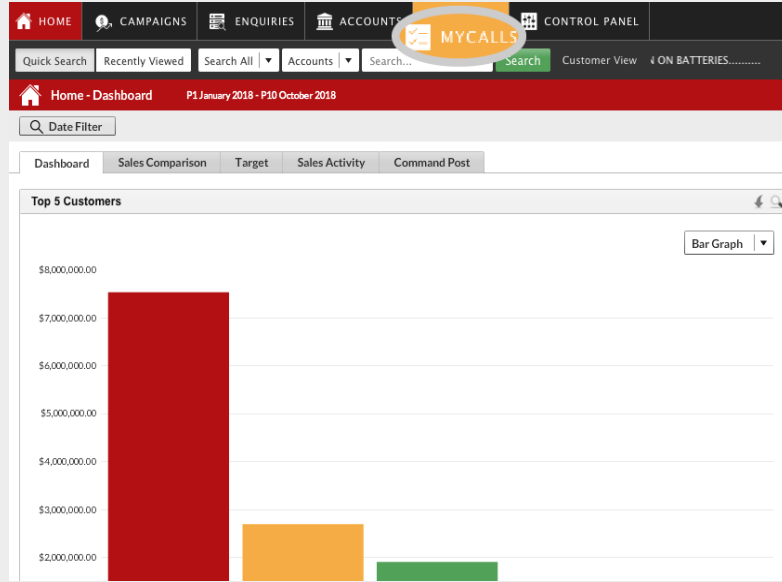 HOME CAMPAIGNS ENQUIRIES ACCOUNTS MYCALLS CONTROL PANEL
Quick Search Recently Viewed Search All Accounts Search... Search Customer View ON BATTERIES..........
Home - Dashboard P1 January 2018 - P10 October 2018
Date Filter
Dashboard Sales Comparison Target Sales Activity Command Post
Top 5 Customers
Bar Graph
$8,000,000.00
$7,000,000.00
$6,000,000.00
$5,000,000.00
$4,000,000.00
$3,000,000.00
$2,000,000.00